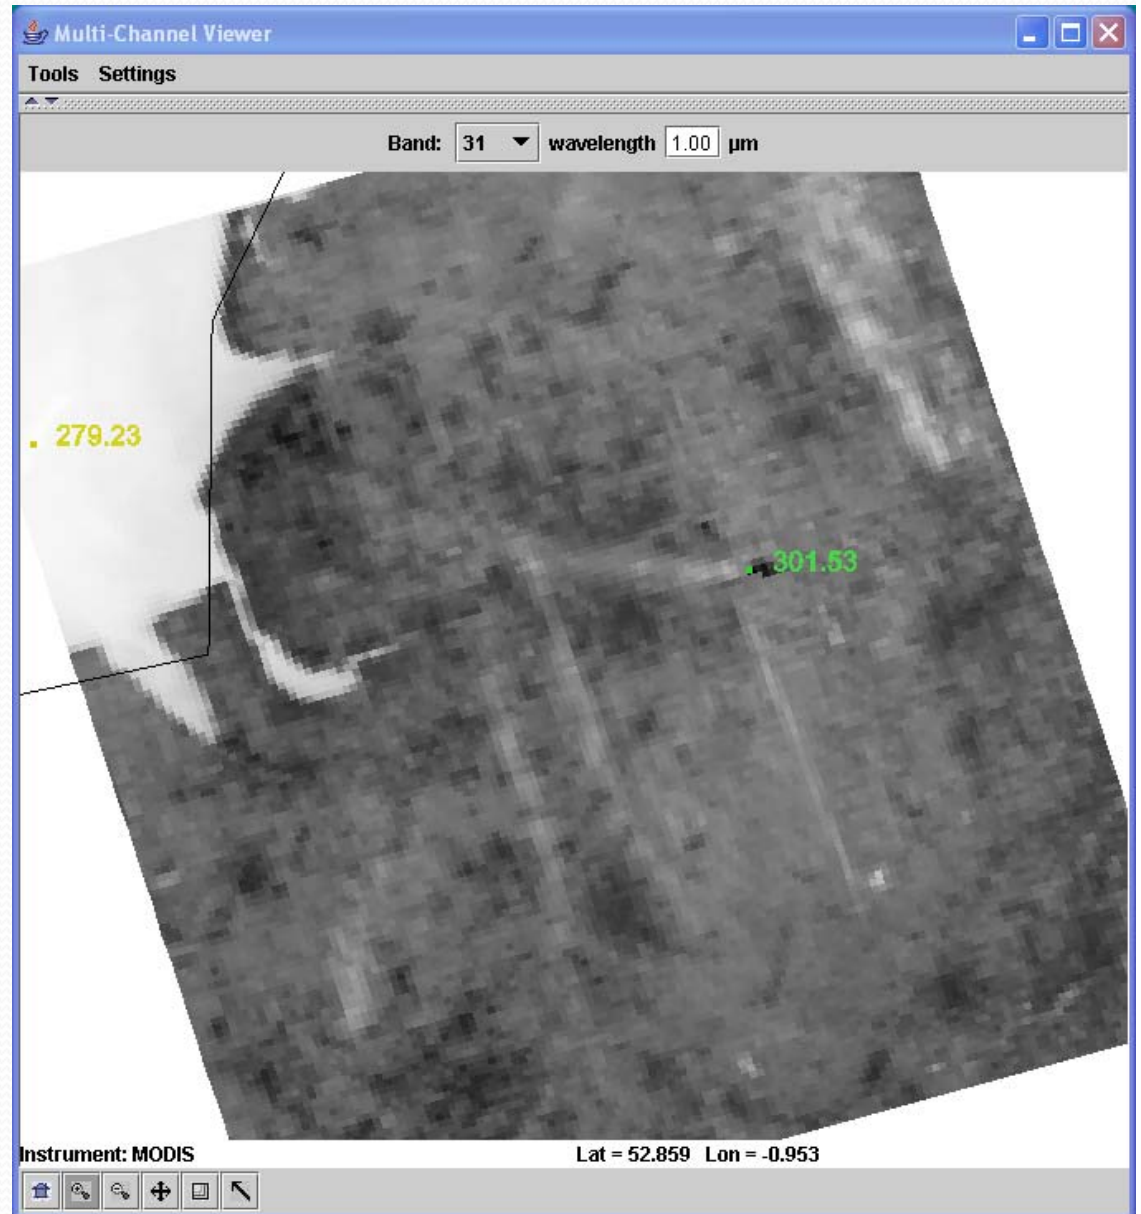 Multi-Channel Viewer
Tools Settings
Band: 31 wavelength 1.00 µm
279.23
301.53
Instrument: MODIS Lat = 52.859 Lon = -0.953